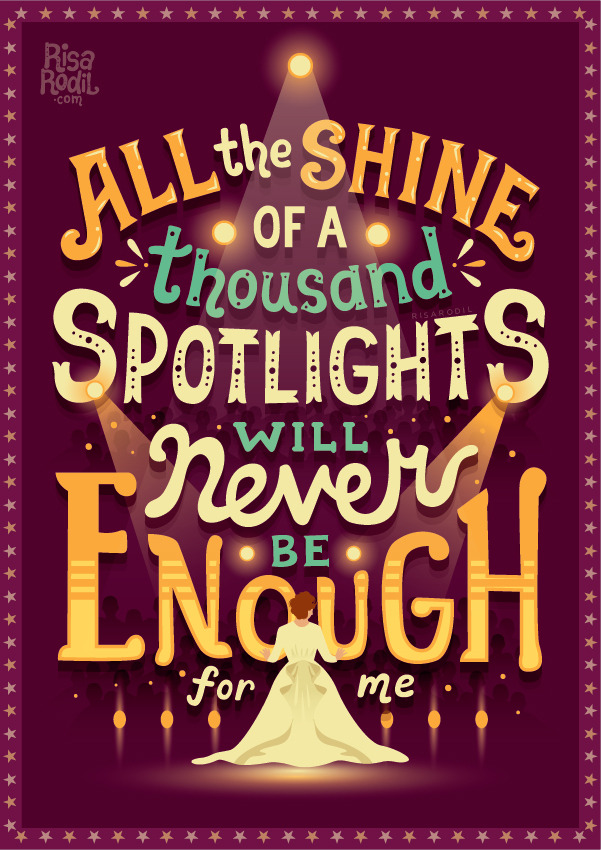 Risa
Rodil
.com
ALL the SHINE
OF A
thousand
RISARODIL
SPOTLIGHTS
WILL
never
BE
ENOUGH
for me